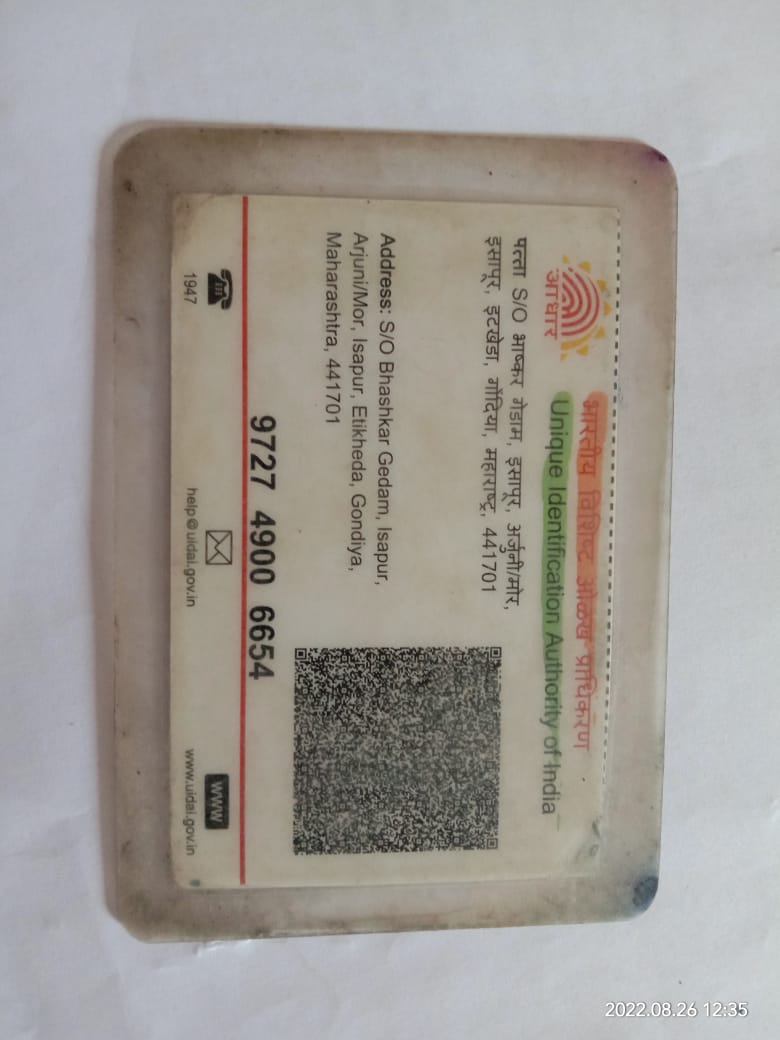 भारतीय विशिष्ट ओळख प्राधिकरण
Unique Identification Authority of India
आधार
पत्ता S/O भाष्कर गेडाम, इसापूर, अर्जुनी/मोर,
इसापूर, इटखेडा, गोंदिया, महाराष्ट्र, 441701
Address: S/O Bhashkar Gedam, Isapur,
Arjuni/Mor, Isapur, Etikheda, Gondiya,
Maharashtra, 441701
9727 4900 6654
1947
help@uidai.gov.in
www
www.uidai.gov.in
2022.08.26 12:35